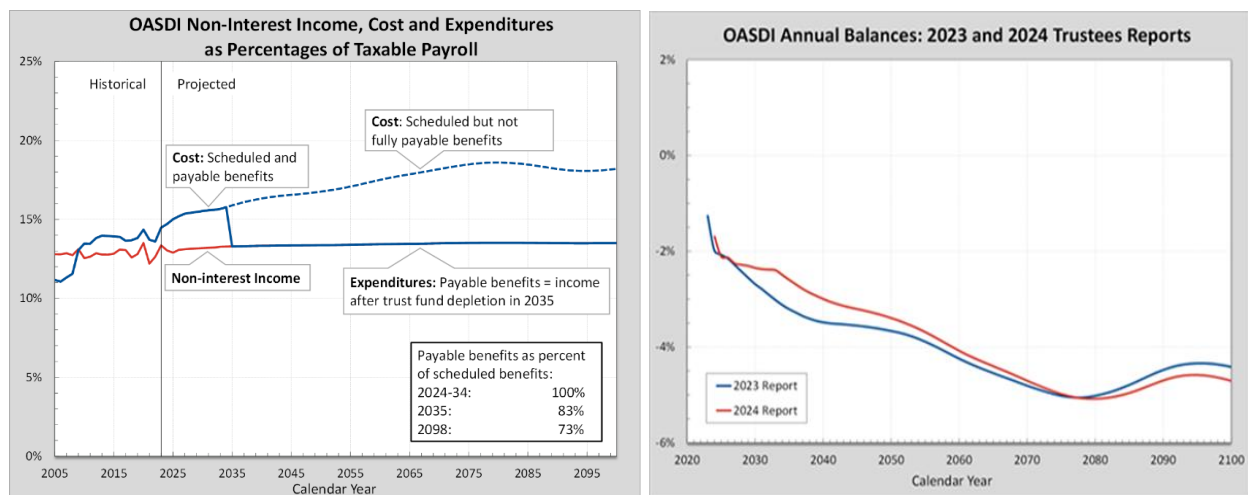 OASDI Non-Interest Income, Cost and Expenditures
as Percentages of Taxable Payroll
25%
20%
15%
10%
5%
0%
Historical
Projected
Cost: Scheduled and
payable benefits
Cost: Scheduled but not
fully payable benefits
Non-interest Income
Expenditures: Payable benefits = income
after trust fund depletion in 2035
Payable benefits as percent
of scheduled benefits:
2024-34: 100%
2035: 83%
2098: 73%
2005 2015 2025 2035 2045 2055 2065 2075 2085 2095
Calendar Year
OASDI Annual Balances: 2023 and 2024 Trustees Reports
2%
0%
-2%
-4%
-6%
2023 Report
2024 Report
2020 2030 2040 2050 2060 2070 2080 2090 2100
Calendar Year